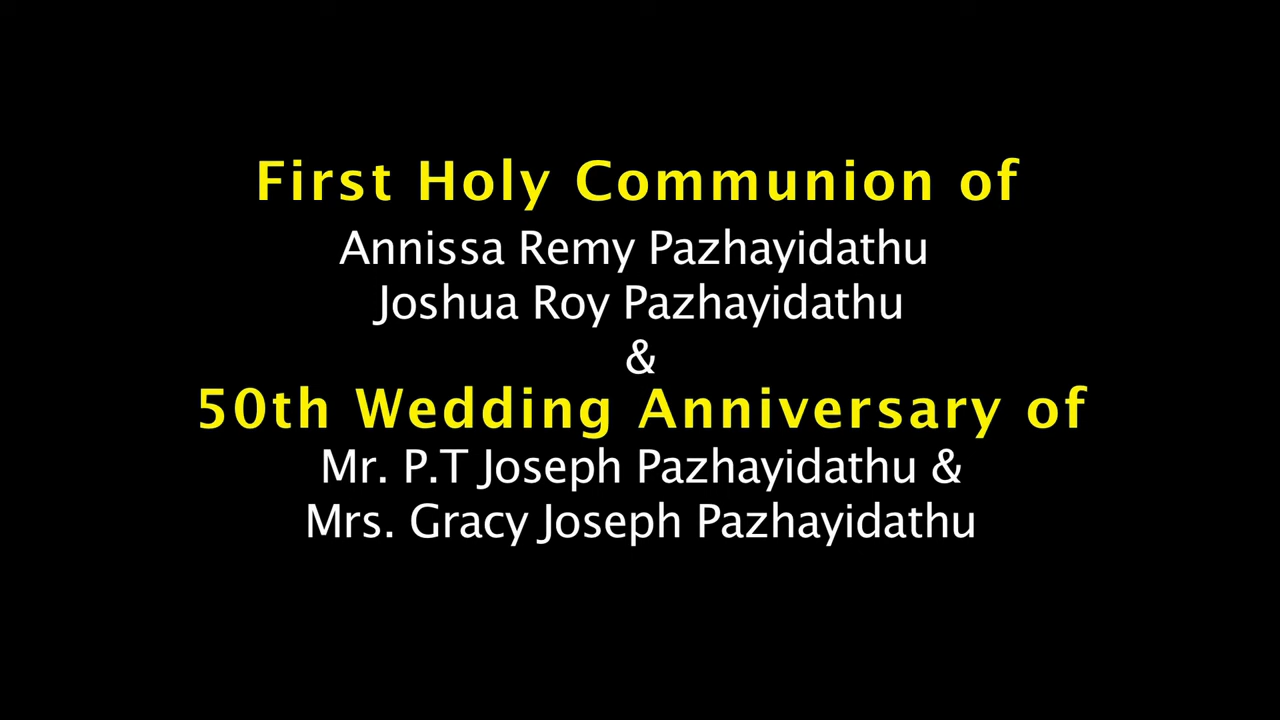 First Holy Communion of
Annissa Remy Pazhayidathu
Joshua Roy Pazhayidathu
&
50th Wedding Anniversary of
Mr. P.T Joseph Pazhayidathu &
Mrs. Gracy Joseph Pazhayidathu